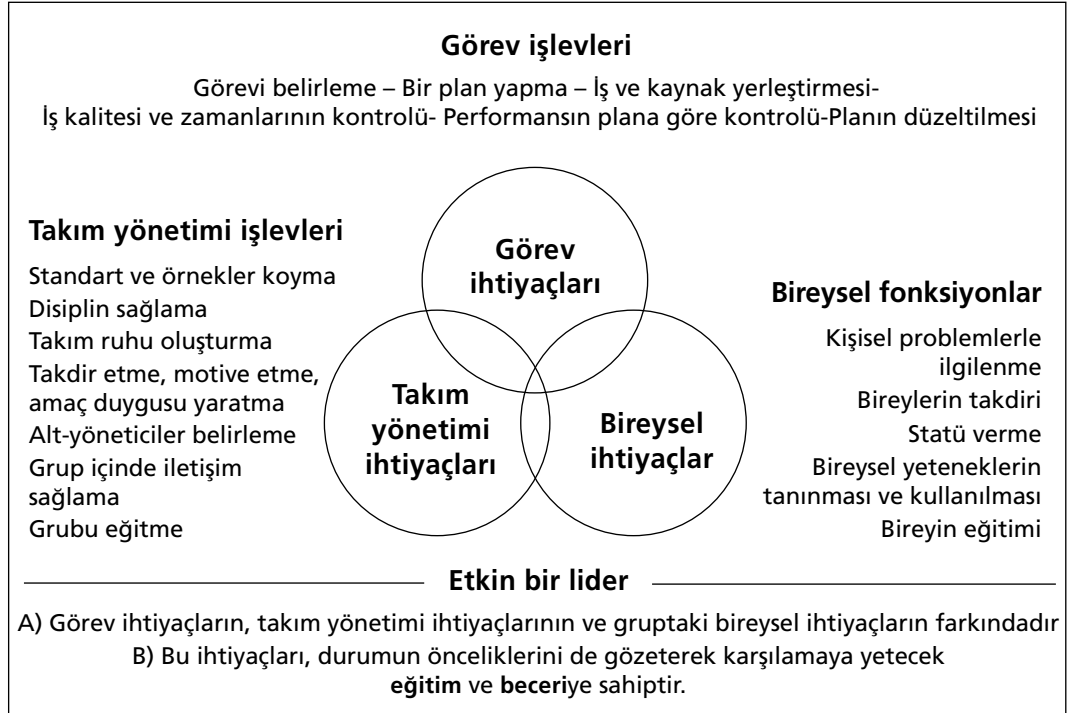 Görev işlevleri
Görevi belirleme – Bir plan yapma – İş ve kaynak yerleştirmesi-
İş kalitesi ve zamanlarının kontrolü- Performansın plana göre kontrolü-Planın düzeltilmesi
Takım yönetimi işlevleri
Standart ve örnekler koyma
Disiplin sağlama
Takım ruhu oluşturma
Takdir etme, motive etme,
amaç duygusu yaratma
Alt-yöneticiler belirleme
Grup içinde iletişim
sağlama
Grubu eğitme
Görev
ihtiyaçları
Takım
yönetimi
ihtiyaçları
Bireysel
ihtiyaçlar
Bireysel fonksiyonlar
Kişisel problemlerle
ilgilenme
Bireylerin takdiri
Statü verme
Bireysel yeteneklerin
tanınması ve kullanılması
Bireyin eğitimi
Etkin bir lider
A) Görev ihtiyaçların, takım yönetimi ihtiyaçlarının ve gruptaki bireysel ihtiyaçların farkındadır
B) Bu ihtiyaçları, durumun önceliklerini de gözeterek karşılamaya yetecek
eğitim ve beceriye sahiptir.